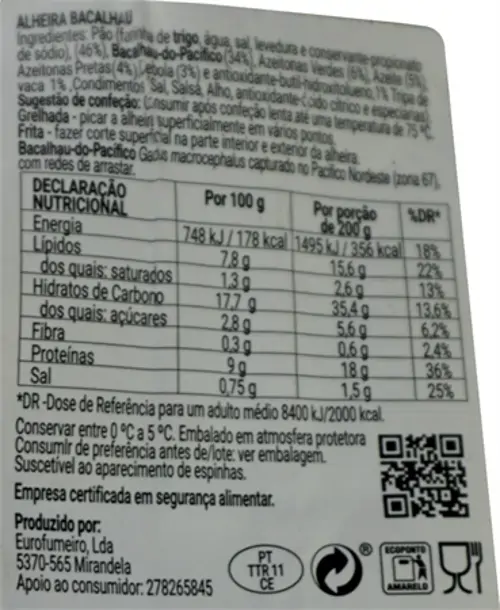 ALHEIRA BACALHAU
Ingredientes: Pão (farinha de trigo, água, sal, levedura e conservante-propionato
de sódio), (46%), Bacalhau-do-Pacífico (34%), Azeitonas Verdes (6%), Azeite (5%),
Azeitonas Pretas (4%), cebola (3%) e antioxidante-butil-hidroxitolueno, 1% Tripa de
vaca 1%, Condimentos Sal, Salsa, Alho, antioxidante-(ácido cítrico e especiarias).
Sugestão de confeção: Consumir após confeção lenta até uma temperatura de 75 ºC.
Grelhada - picar a alheira superficialmente em vários pontos.
Frita - fazer corte superficial na parte interior e exterior da alheira.
Bacalhau-do-Pacífico Gadus macrocephalus capturado no Pacífico Nordeste (zona 67),
com redes de arrastar.
DECLARAÇÃO
NUTRICIONAL Por 100 g Por porção
de 200 g %DR*
Energia 748 kJ / 178 kcal 1495 kJ / 356 kcal 18%
Lípidos 7,8 g 15,6 g 22%
dos quais: saturados 1,3 g 2,6 g 13%
Hidratos de Carbono 17,7 g 35,4 g 13,6%
dos quais: açúcares 2,8 g 5,6 g 6,2%
Fibra 0,3 g 0,6 g 2,4%
Proteínas 9 g 18 g 36%
Sal 0,75 g 1,5 g 25%
*DR -Dose de Referência para um adulto médio 8400 kJ/2000 kcal.
Conservar entre 0 ºC a 5 ºC. Embalado em atmosfera protetora
Consumir de preferência antes de/lote: ver embalagem.
Suscetível ao aparecimento de espinhas.
Empresa certificada em segurança alimentar.
Produzido por:
Eurofumeiro, Lda
5370-565 Mirandela
Apoio ao consumidor: 278265845
PT
TTR 11
CE
®
ECOPONTO
AMARELO